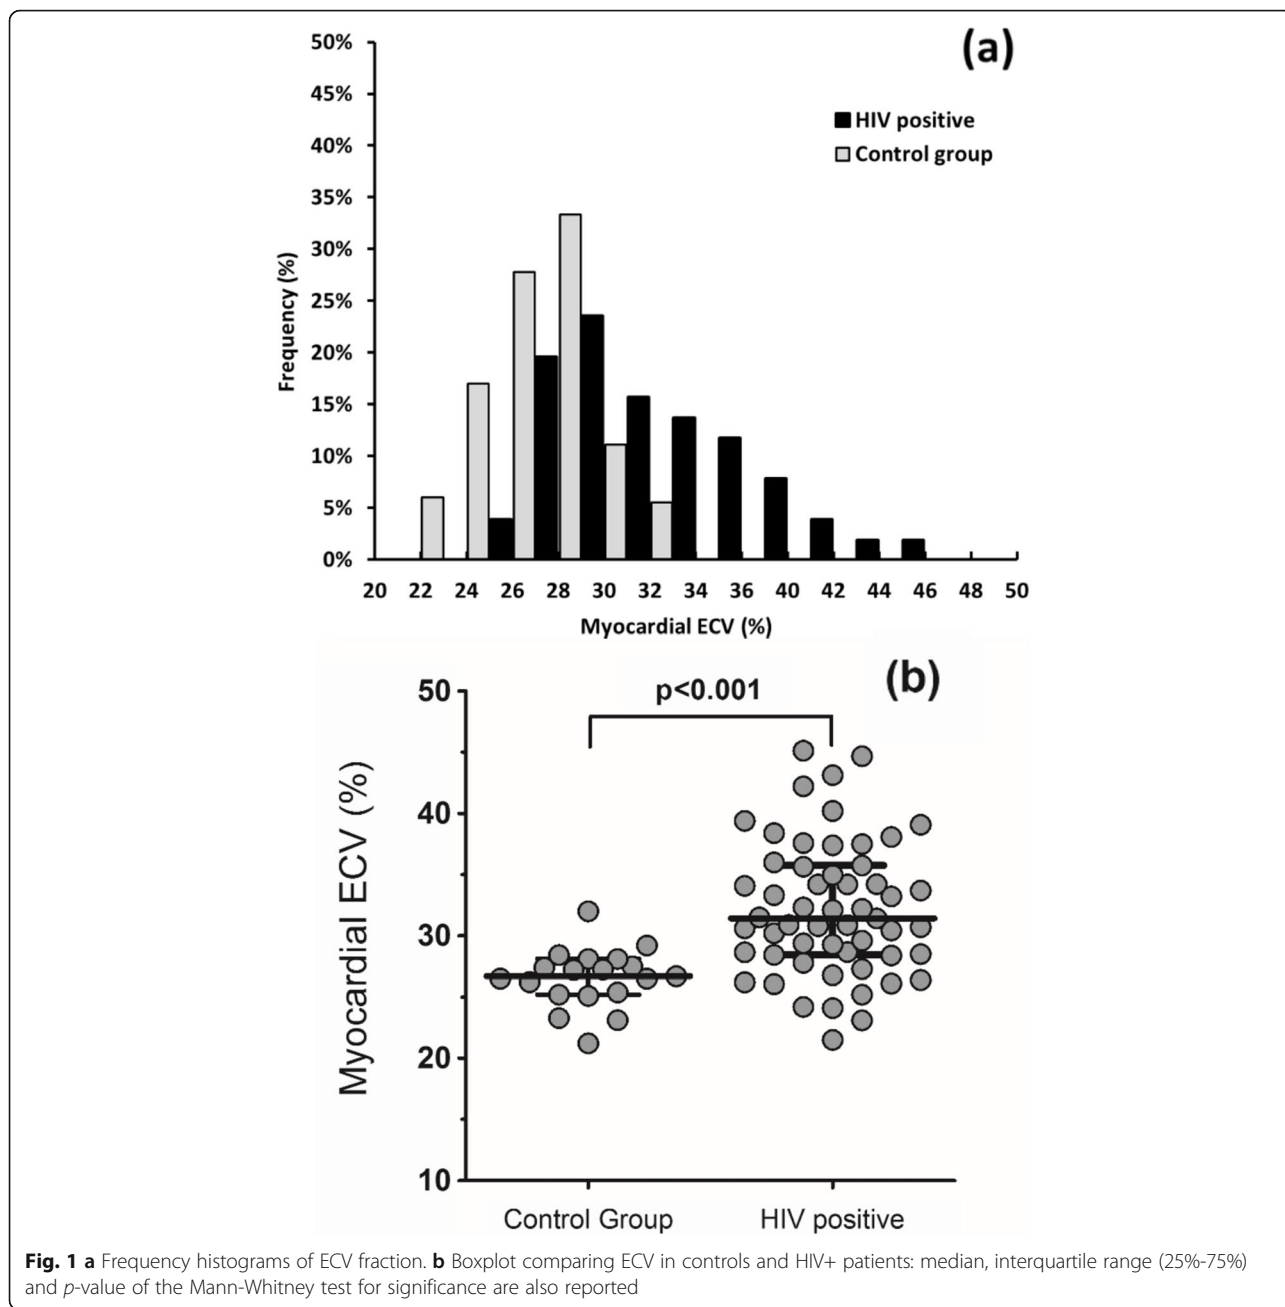 (a)
50%
45%
40%
35%
30%
25%
20%
15%
10%
5%
0%
Frequency (%)
HIV positive
Control group
20 22 24 26 28 30 32 34 36 40 42 44 46 48 50
Myocardial ECV (%)
(b)
p<0.001
50
40
30
20
10
Myocardial ECV (%)
Control Group HIV positive
Fig. 1 a Frequency histograms of ECV fraction. b Boxplot comparing ECV in controls and HIV+ patients: median, interquartile range (25%-75%)
and p-value of the Mann-Whitney test for significance are also reported